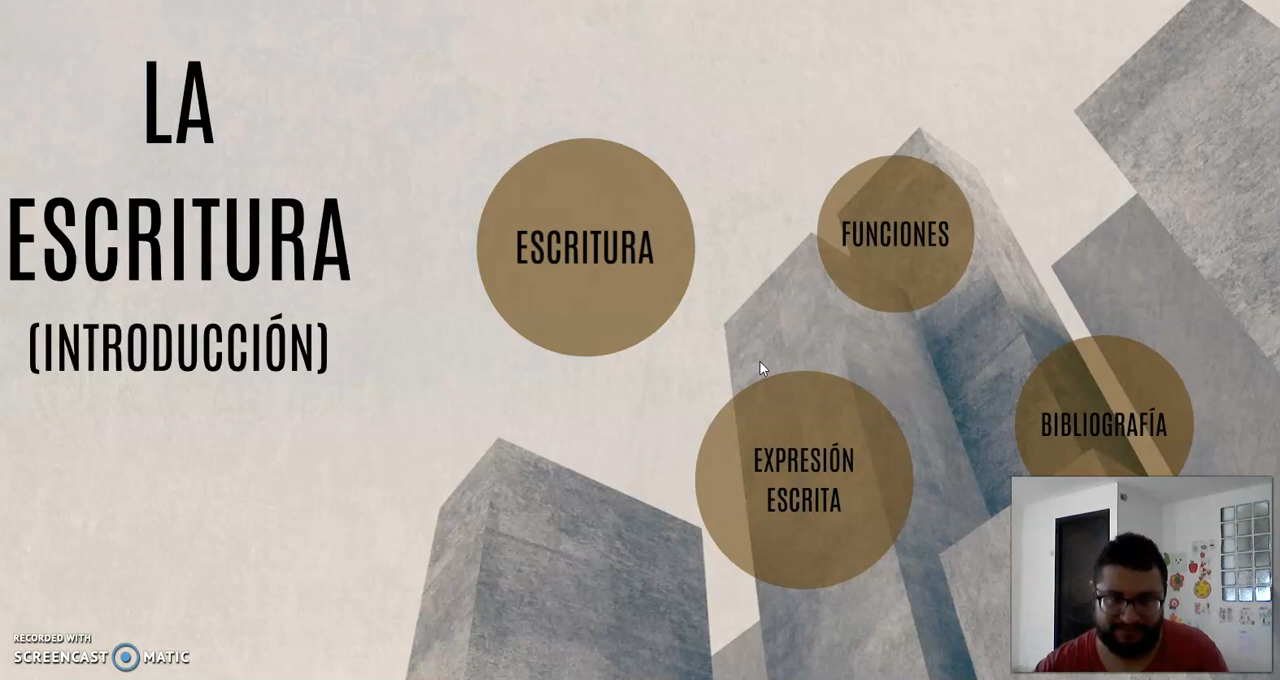 LA
ESCRITURA
(INTRODUCCIÓN)
ESCRITURA
FUNCIONES
EXPRESIÓN
ESCRITA
BIBLIOGRAFÍA
RECORDED WITH
SCREENCAST MATIC